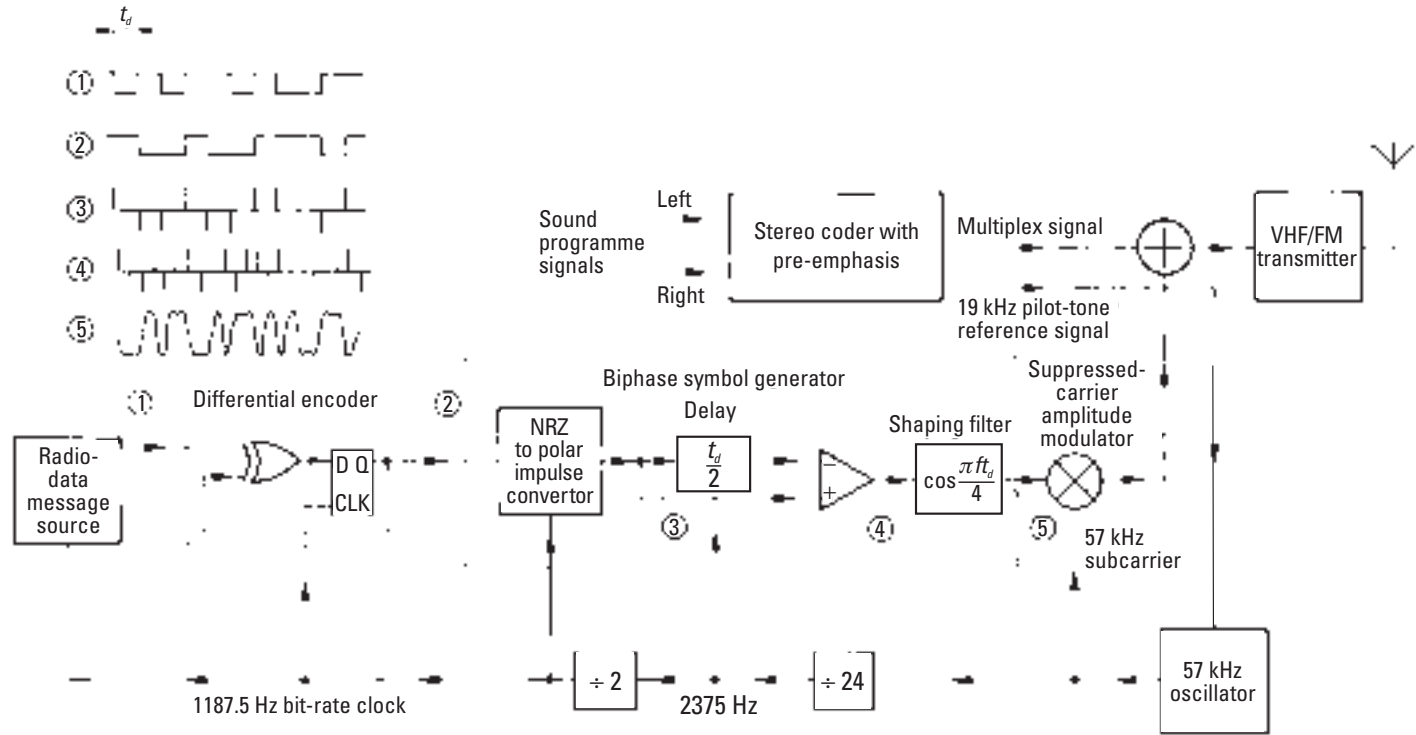 t_d
①
②
③
④
⑤
Sound
programme
signals
Left
Right
Stereo coder with
pre-emphasis
Multiplex signal
19 kHz pilot-tone
reference signal
VHF/FM
transmitter
①
Differential encoder
②
Biphase symbol generator
Delay
Shaping filter
Suppressed-
carrier
amplitude
modulator
Radio-
data
message
source
D Q
CLK
NRZ
to polar
impulse
convertor
t_d
2
−
+
cos πft_d
4
③
④
⑤
57 kHz
subcarrier
1187.5 Hz bit-rate clock
÷ 2
2375 Hz
÷ 24
57 kHz
oscillator